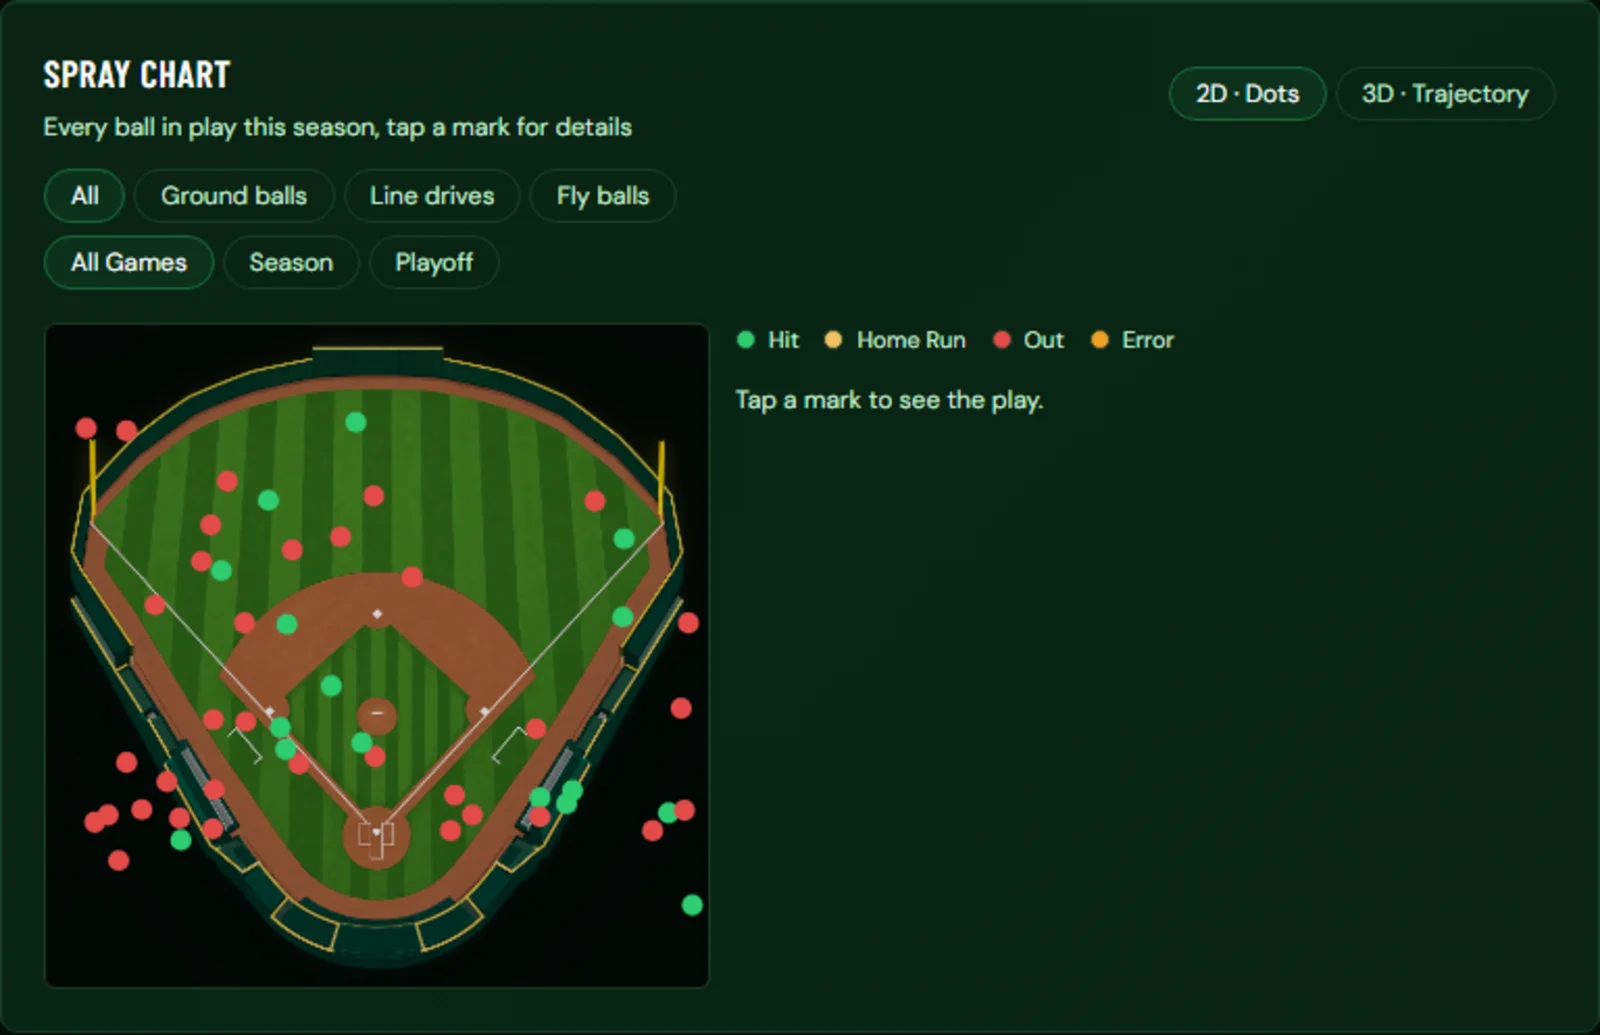 SPRAY CHART
Every ball in play this season, tap a mark for details
2D · Dots
3D · Trajectory
All
Ground balls
Line drives
Fly balls
All Games
Season
Playoff
Hit
Home Run
Out
Error
Tap a mark to see the play.